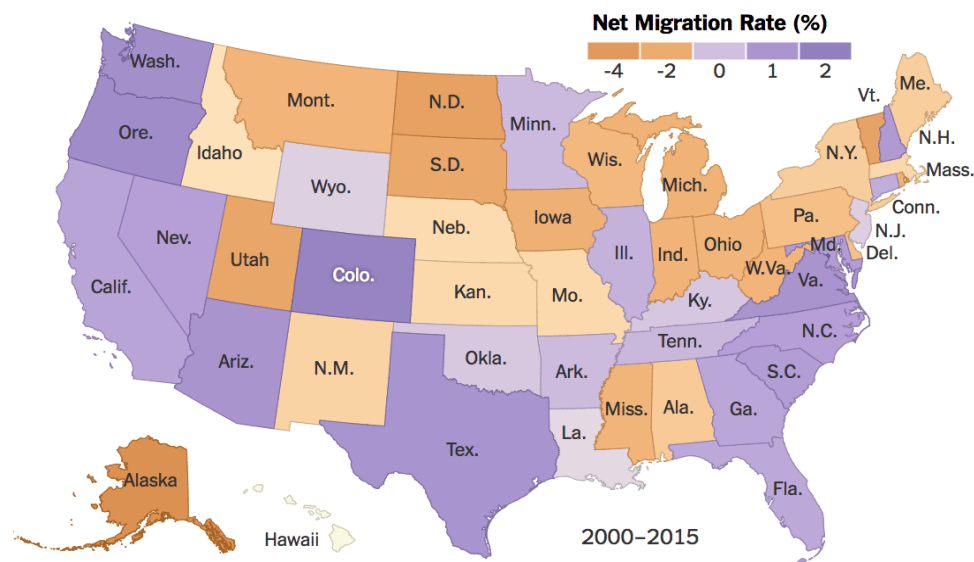 Net Migration Rate (%)
-4 -2 0 1 2
Wash.
Ore.
Idaho
Mont.
N.D.
S.D.
Minn.
Wis.
Mich.
Vt.
Me.
N.H.
N.Y.
Mass.
Conn.
N.J.
Pa.
Md.
Del.
Wyo.
Neb.
Iowa
Ill.
Ind.
Ohio
W.Va.
Va.
Nev.
Utah
Colo.
Calif.
Kan.
Mo.
Ky.
N.C.
Tenn.
S.C.
Ariz.
N.M.
Okla.
Ark.
Miss.
Ala.
Ga.
Tex.
La.
Fla.
Alaska
Hawaii
2000–2015